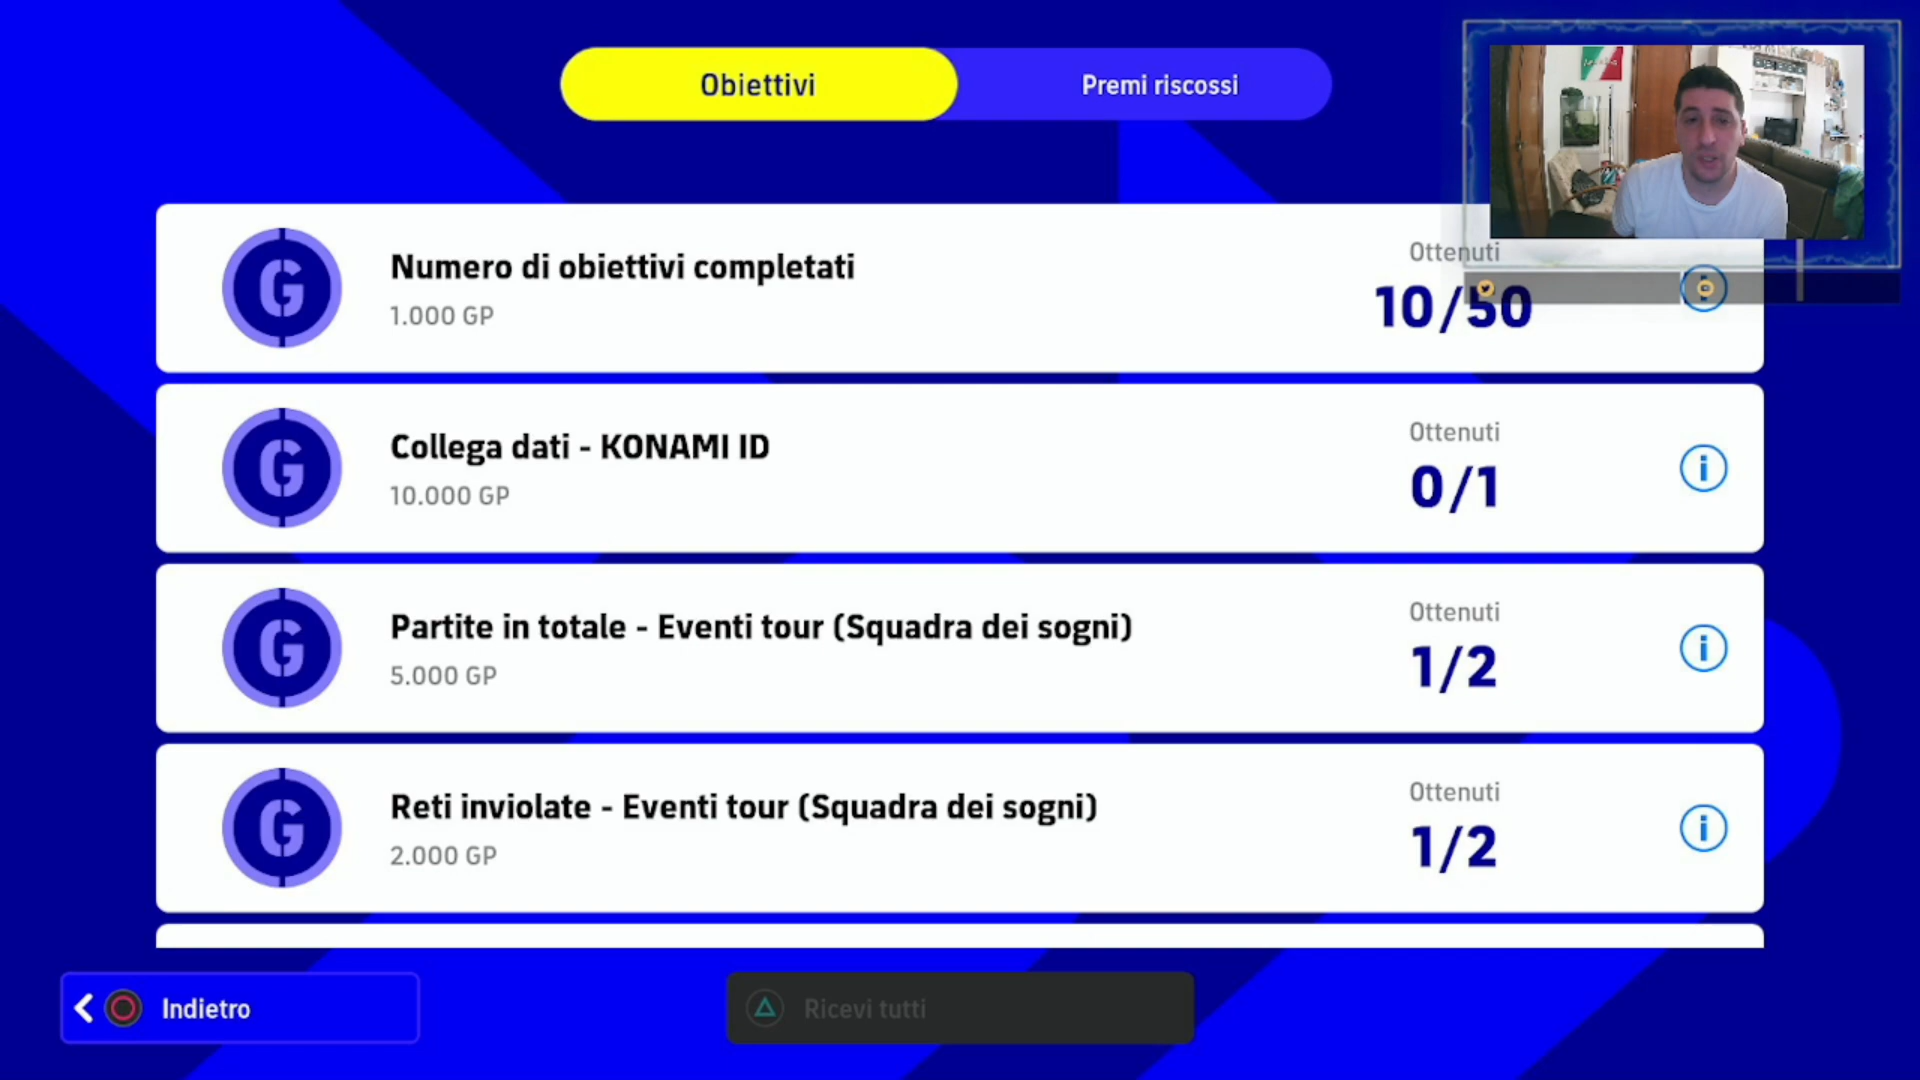 Obiettivi
Premi riscossi
Numero di obiettivi completati
1.000 GP
Ottenuti
10/50
Collega dati - KONAMI ID
10.000 GP
Ottenuti
0/1
Partite in totale - Eventi tour (Squadra dei sogni)
5.000 GP
Ottenuti
1/2
Reti inviolate - Eventi tour (Squadra dei sogni)
2.000 GP
Ottenuti
1/2
Indietro
Ricevi tutti